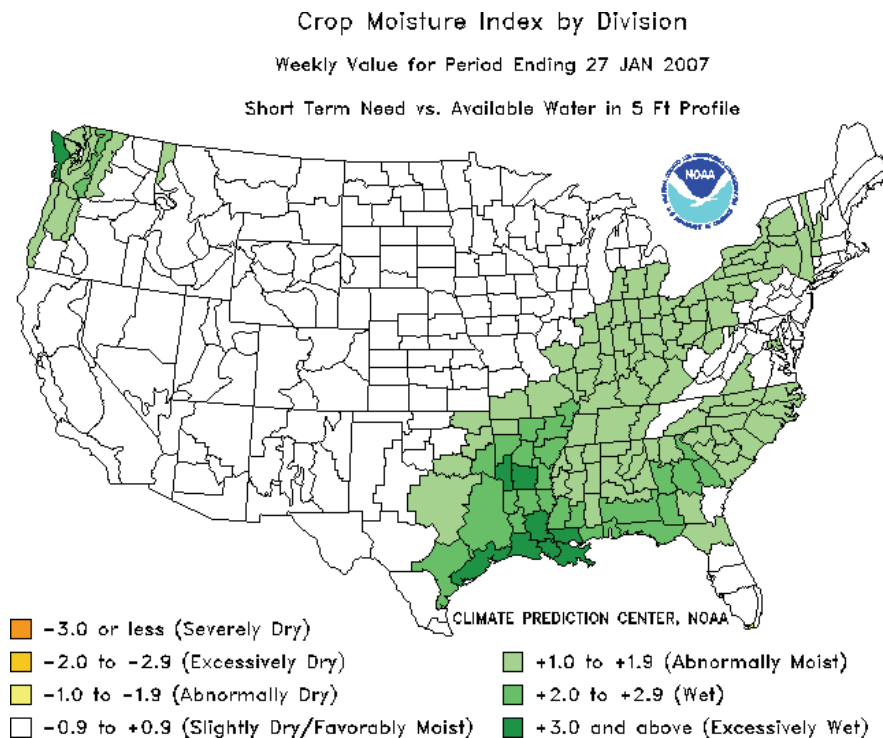 Crop Moisture Index by Division
Weekly Value for Period Ending 27 JAN 2007
Short Term Need vs. Available Water in 5 Ft Profile
NOAA
CLIMATE PREDICTION CENTER, NOAA
-3.0 or less (Severely Dry)
-2.0 to -2.9 (Excessively Dry)
-1.0 to -1.9 (Abnormally Dry)
-0.9 to +0.9 (Slightly Dry/Favorably Moist)
+1.0 to +1.9 (Abnormally Moist)
+2.0 to +2.9 (Wet)
+3.0 and above (Excessively Wet)